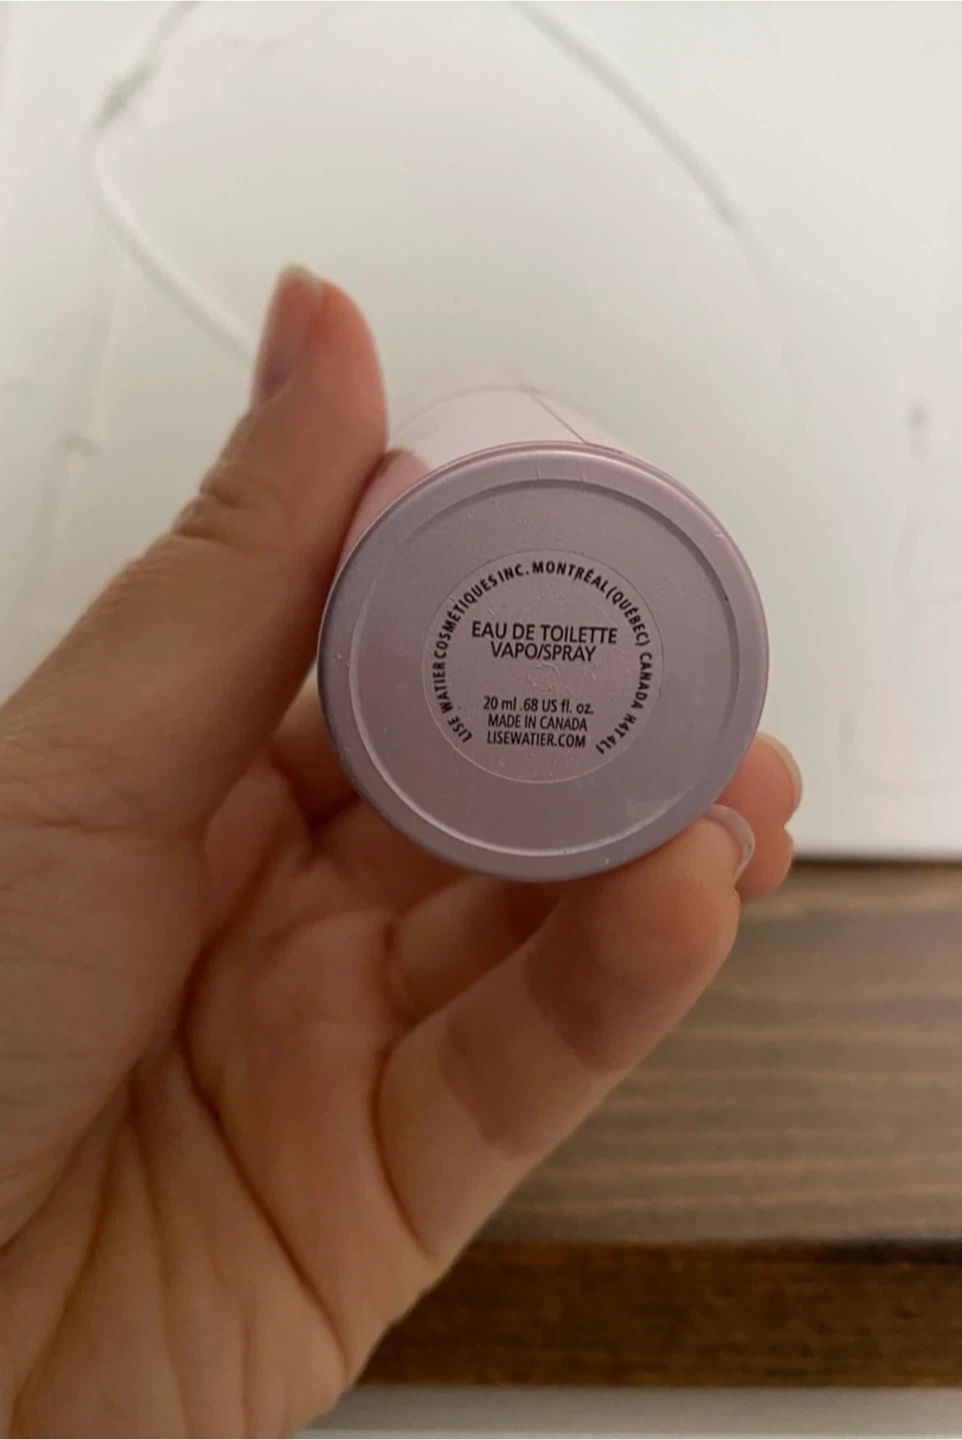 LISE WATIER COSMÉTIQUES INC. MONTRÉAL (QUÉBEC) CANADA H4T 4L1
EAU DE TOILETTE
VAPO/SPRAY
20 ml .68 US fl. oz.
MADE IN CANADA
LISEWATIER.COM